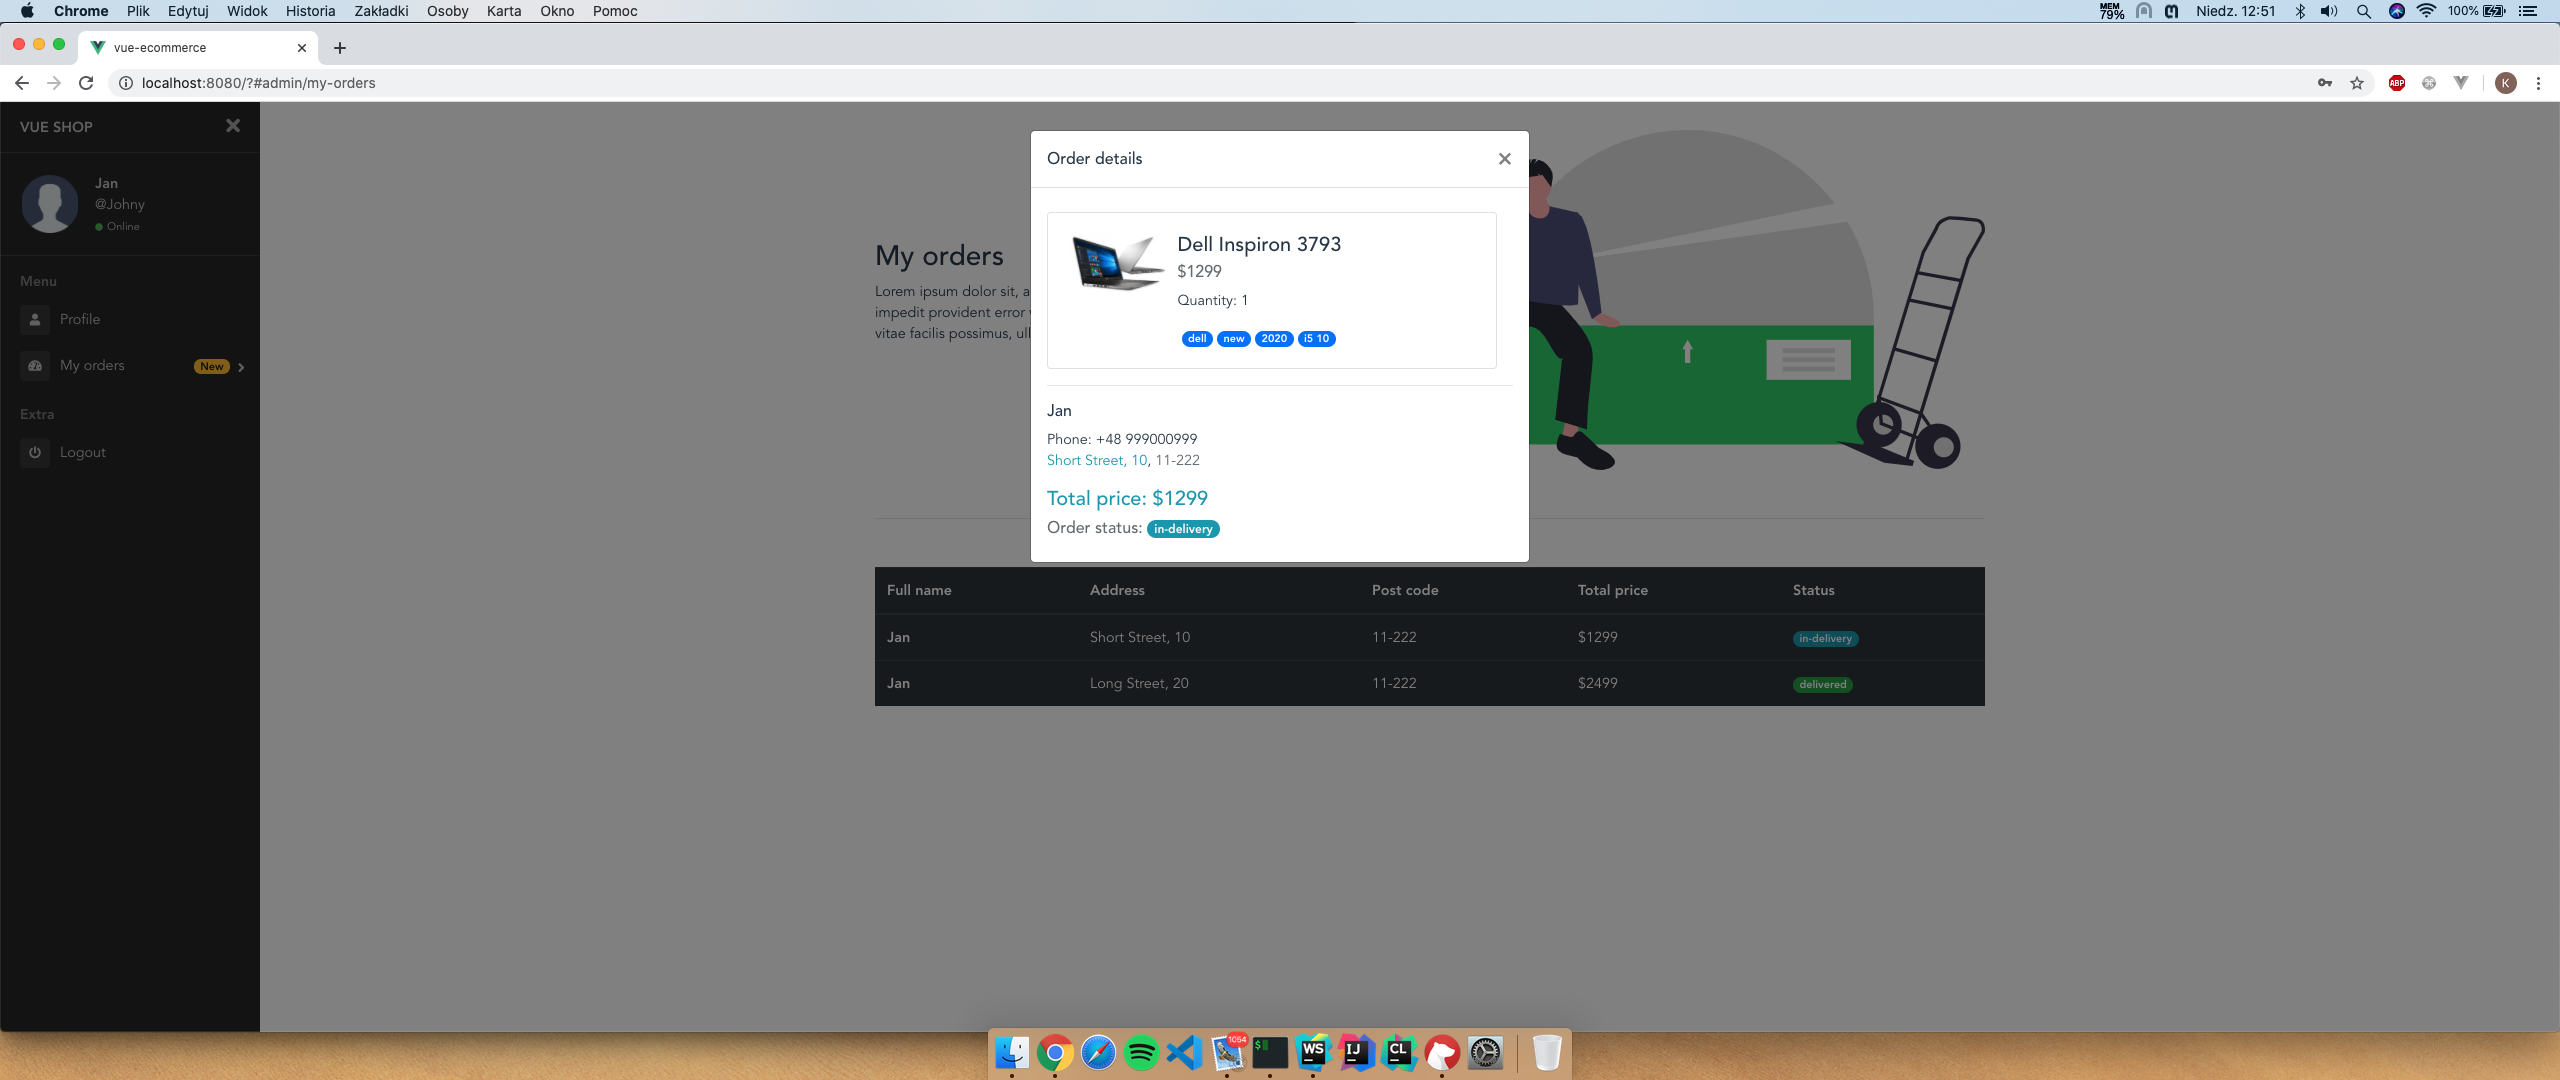 Chrome Plik Edytuj Widok Historia Zakładki Osoby Karta Okno Pomoc
MEM 79% Niedz. 12:51 100%
vue-ecommerce
localhost:8080/?#admin/my-orders
ABP K
VUE SHOP
Jan
@Johny
Online
Menu
Profile
My orders New
Extra
Logout
My orders
Lorem ipsum dolor sit, a
impedit provident error
vitae facilis possimus, ull
Order details
Dell Inspiron 3793
$1299
Quantity: 1
dell new 2020 i5 10
Jan
Phone: +48 999000999
Short Street, 10, 11-222
Total price: $1299
Order status: in-delivery
Full name Address Post code Total price Status
Jan Short Street, 10 11-222 $1299 in-delivery
Jan Long Street, 20 11-222 $2499 delivered
1054
$ WS IJ CL